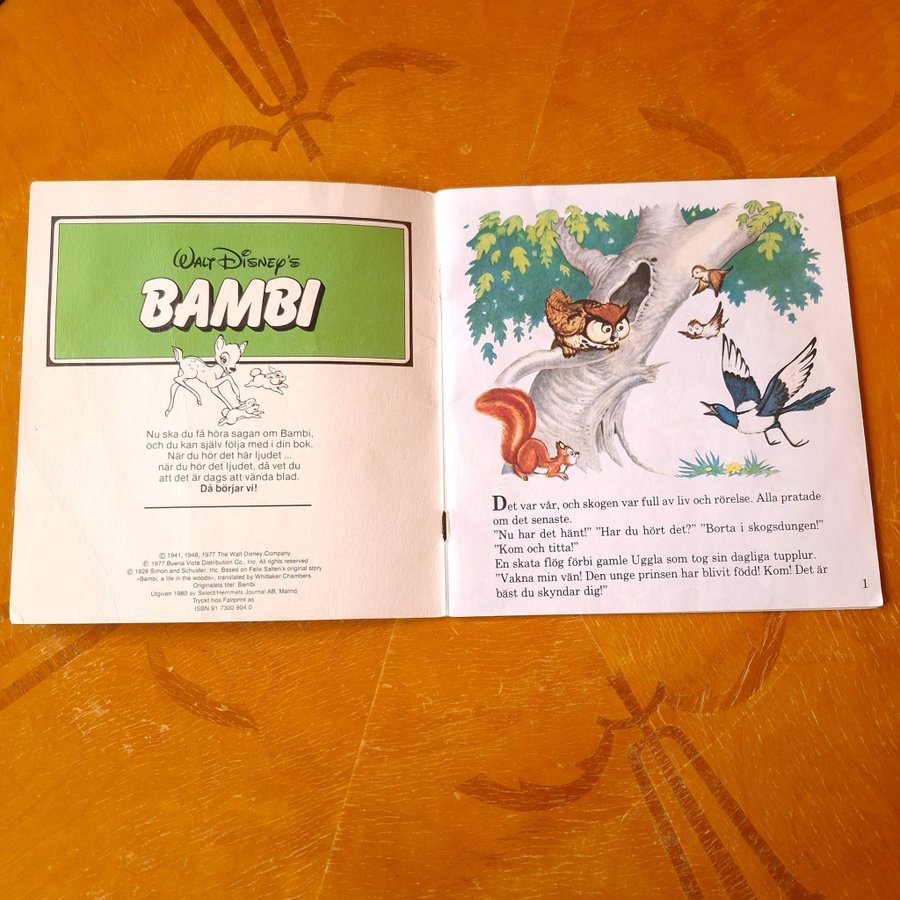 WALT DISNEY'S
BAMBI
Nu ska du få höra sagan om Bambi,
och du kan själv följa med i din bok.
När du hör det här ljudet ...
när du hör det ljudet, då vet du
att det är dags att vända blad.
Då börjar vi!
© 1941, 1948, 1977 The Walt Disney Company
℗ 1977 Buena Vista Distribution Co., Inc. All rights reserved
© 1928 Simon and Schuster, Inc. Based on Felix Salten's original story
«Bambi, a life in the woods», translated by Whittaker Chambers.
Originalets titel: Bambi
Utgiven 1980 av Select/Hemmets Journal AB, Malmö
Tryckt hos Fairprint as
ISBN 91 7300 904 0
Det var vår, och skogen var full av liv och rörelse. Alla pratade
om det senaste.
"Nu har det hänt!" "Har du hört det?" "Borta i skogsdungen!"
"Kom och titta!"
En skata flög förbi gamle Uggla som tog sin dagliga tupplur.
"Vakna min vän! Den unge prinsen har blivit född! Kom! Det är
bäst du skyndar dig!"
1